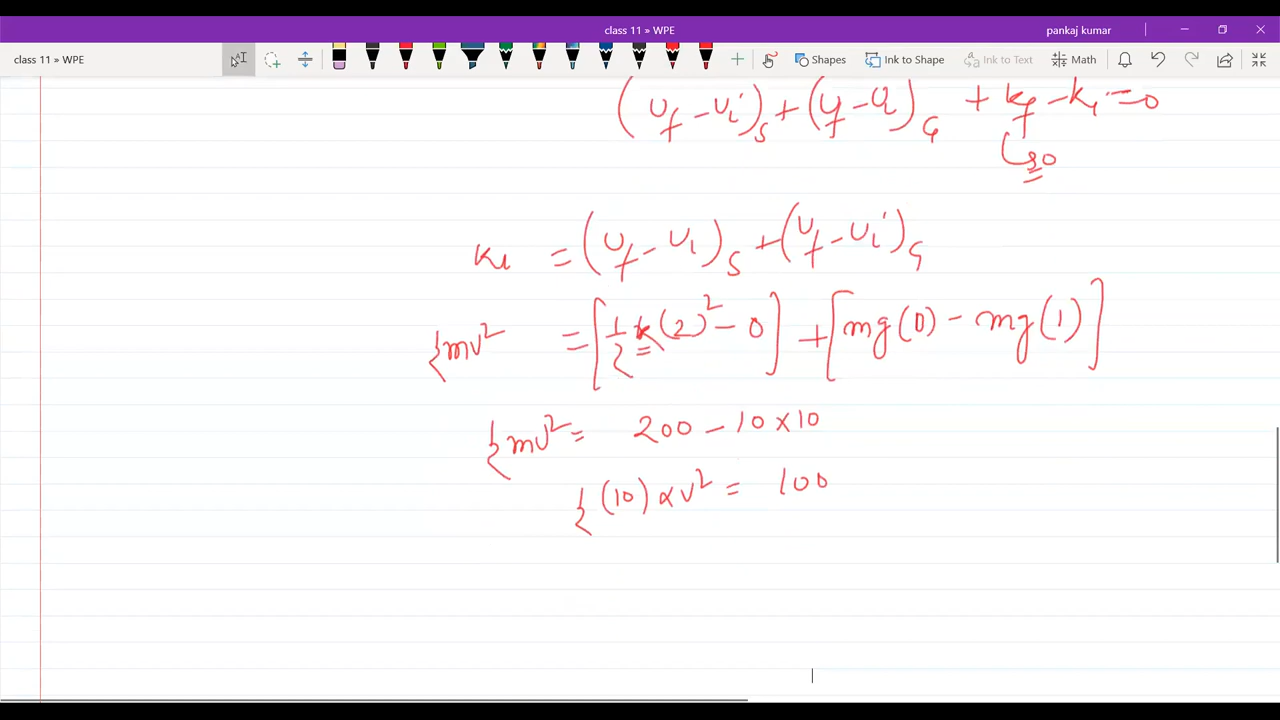 class 11 » WPE
pankaj kumar
class 11 » WPE
Shapes
Ink to Shape
Ink to Text
Math
(Uf - Ui)S + (Uf - Ui)G + kf - ki = 0
→ 0
Ki = (Uf - Ui)S + (Uf - Ui)G
½mv² = [½k(2)² - 0] + [mg(0) - mg(1)]
½mv² = 200 - 10 × 10
½(10) × v² = 100